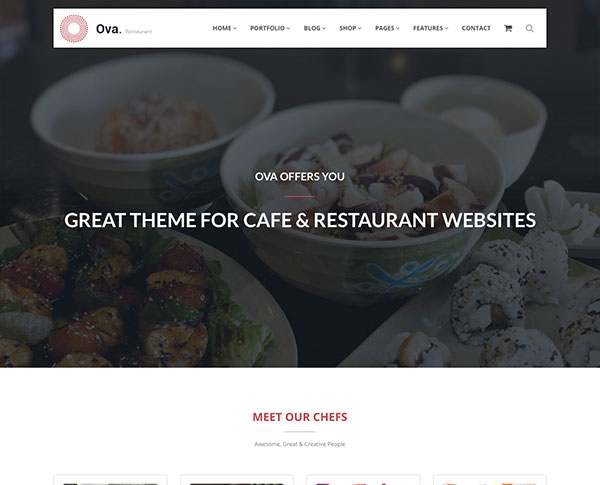 Ova. Restaurant
HOME PORTFOLIO BLOG SHOP PAGES FEATURES CONTACT
OVA OFFERS YOU
GREAT THEME FOR CAFE & RESTAURANT WEBSITES
MEET OUR CHEFS
Awesome, Great & Creative People